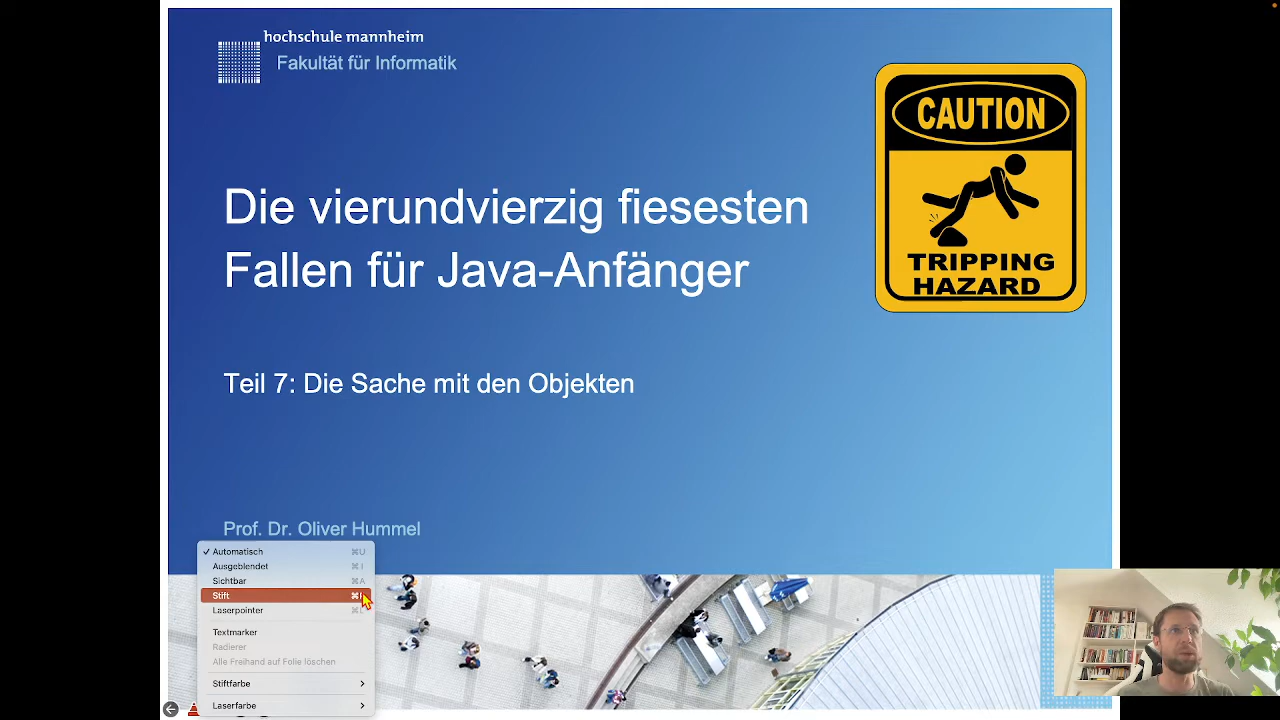 hochschule mannheim
Fakultät für Informatik
CAUTION
TRIPPING
HAZARD
Die vierundvierzig fiesesten
Fallen für Java-Anfänger
Teil 7: Die Sache mit den Objekten
Prof. Dr. Oliver Hummel
✓ Automatisch ⌘U
Ausgeblendet ⌘I
Sichtbar ⌘A
Stift
Laserpointer
Textmarker
Radierer
Alle Freihand auf Folie löschen
Stiftfarbe
Laserfarbe